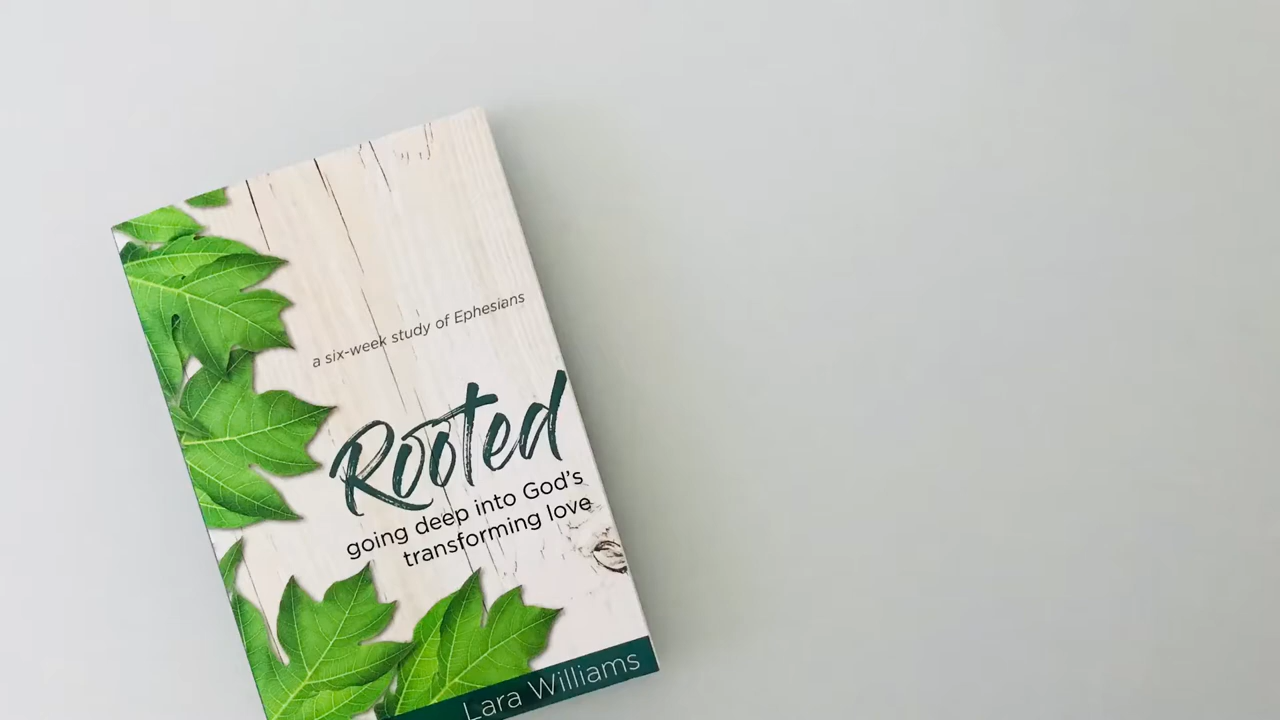 a six-week study of Ephesians
Rooted
going deep into God's
transforming love
Lara Williams